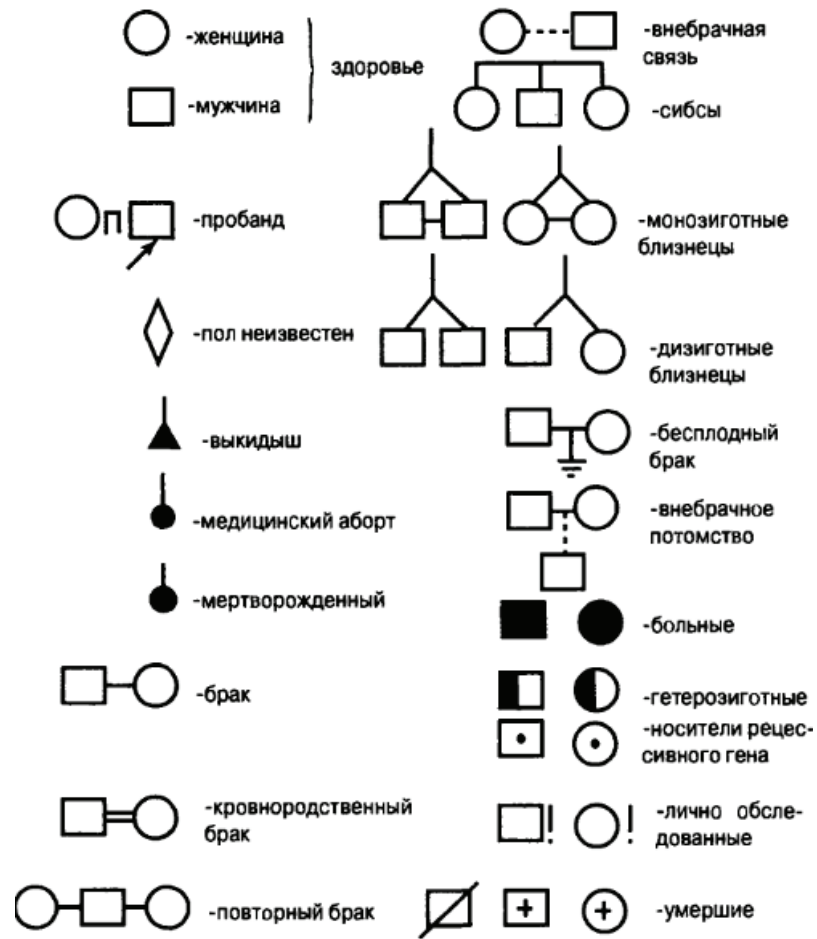 -женщина
-мужчина
здоровье
П
-пробанд
-пол неизвестен
-выкидыш
-медицинский аборт
-мертворожденный
-брак
-кровнородственный
брак
-повторный брак
-внебрачная
связь
-сибсы
-монозиготные
близнецы
-дизиготные
близнецы
-бесплодный
брак
-внебрачное
потомство
-больные
-гетерозиготные
-носители рецес-
сивного гена
! ! -лично обсле-
дованные
-умершие